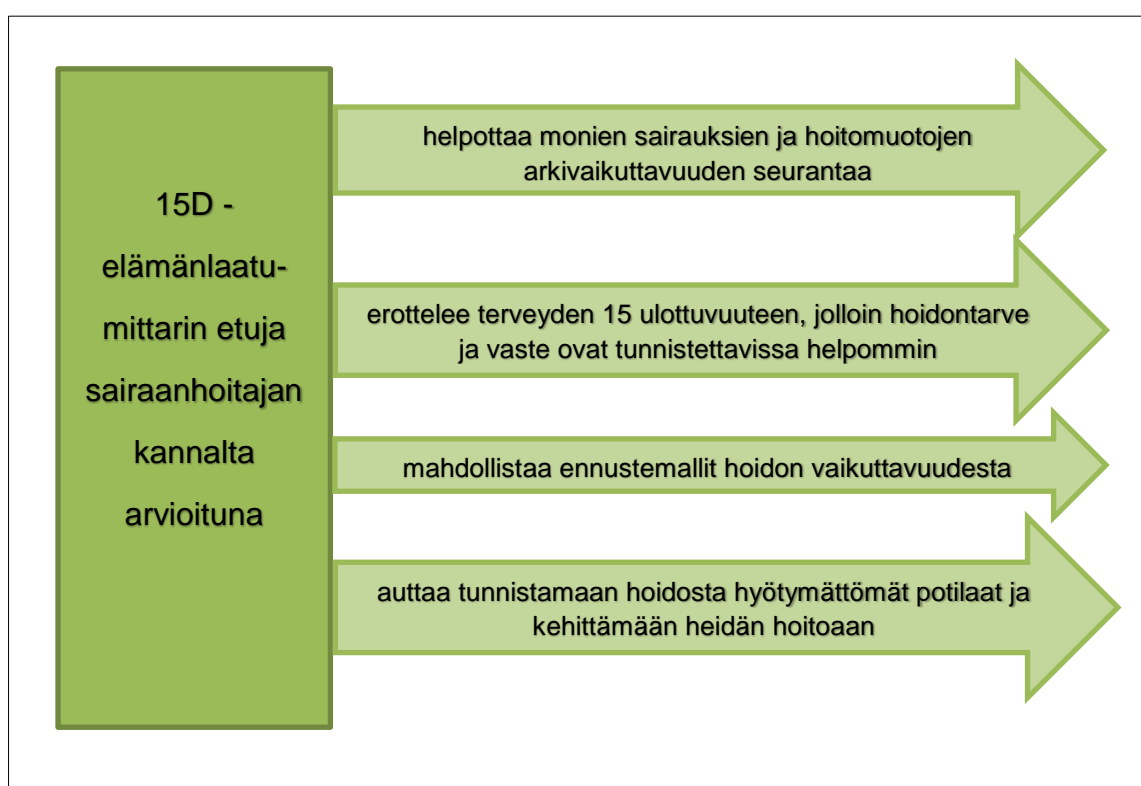 15D -
elämänlaatu-
mittarin etuja
sairaanhoitajan
kannalta
arvioituna
helpottaa monien sairauksien ja hoitomuotojen
arkivaikuttavuuden seurantaa
erottelee terveyden 15 ulottuvuuteen, jolloin hoidontarve
ja vaste ovat tunnistettavissa helpommin
mahdollistaa ennustemallit hoidon vaikuttavuudesta
auttaa tunnistamaan hoidosta hyötymättömät potilaat ja
kehittämään heidän hoitoaan